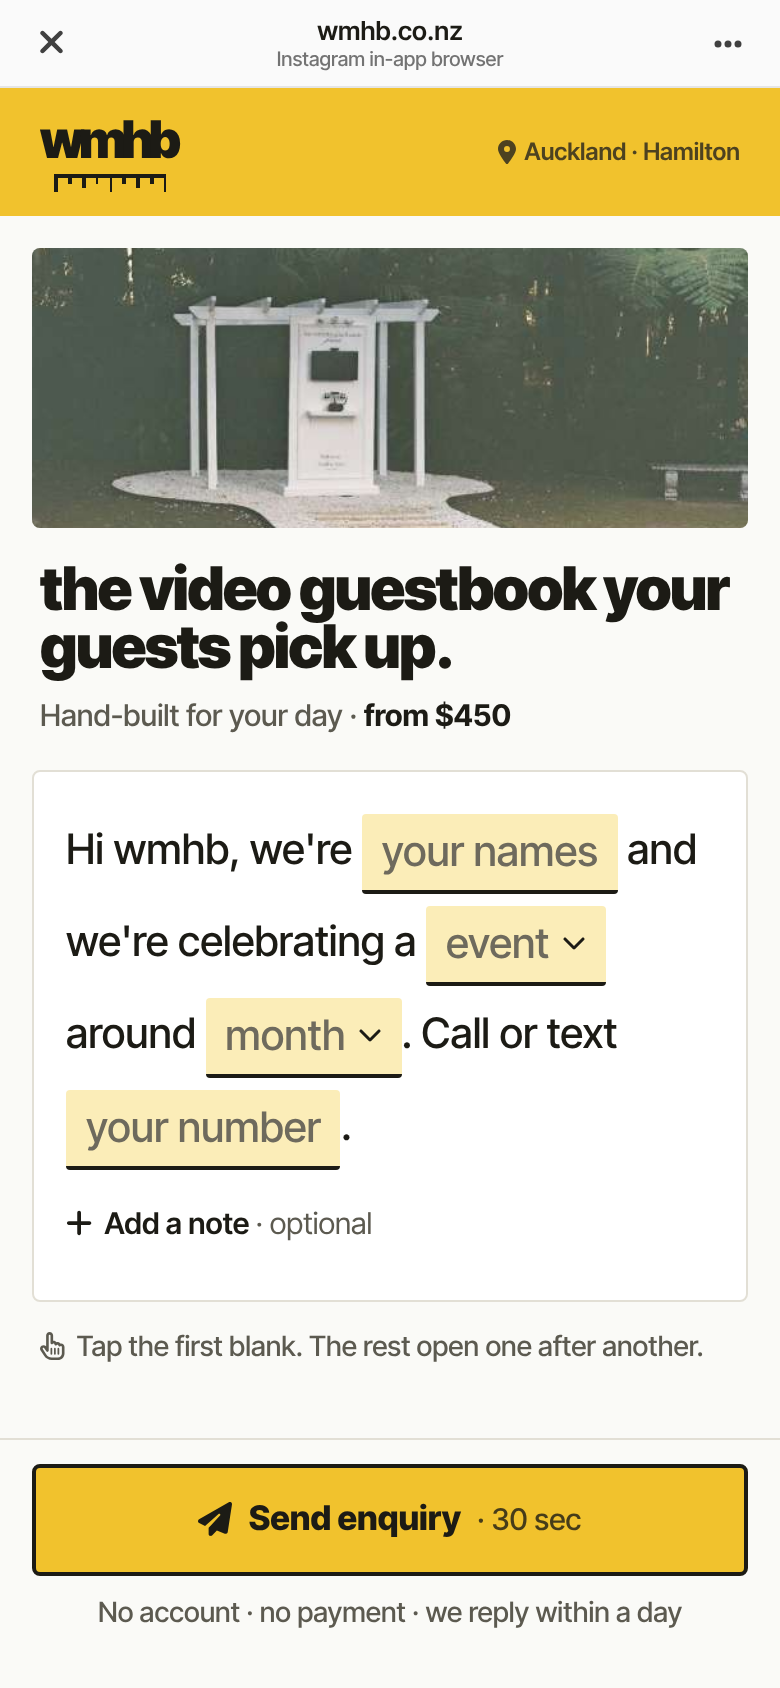 wmhb.co.nz
Instagram in-app browser
wmhb
Auckland · Hamilton
the video guestbook your
guests pick up.
Hand-built for your day · from $450
Hi wmhb, we're your names and
we're celebrating a event
around month. Call or text
your number.
+ Add a note · optional
Tap the first blank. The rest open one after another.
Send enquiry · 30 sec
No account · no payment · we reply within a day